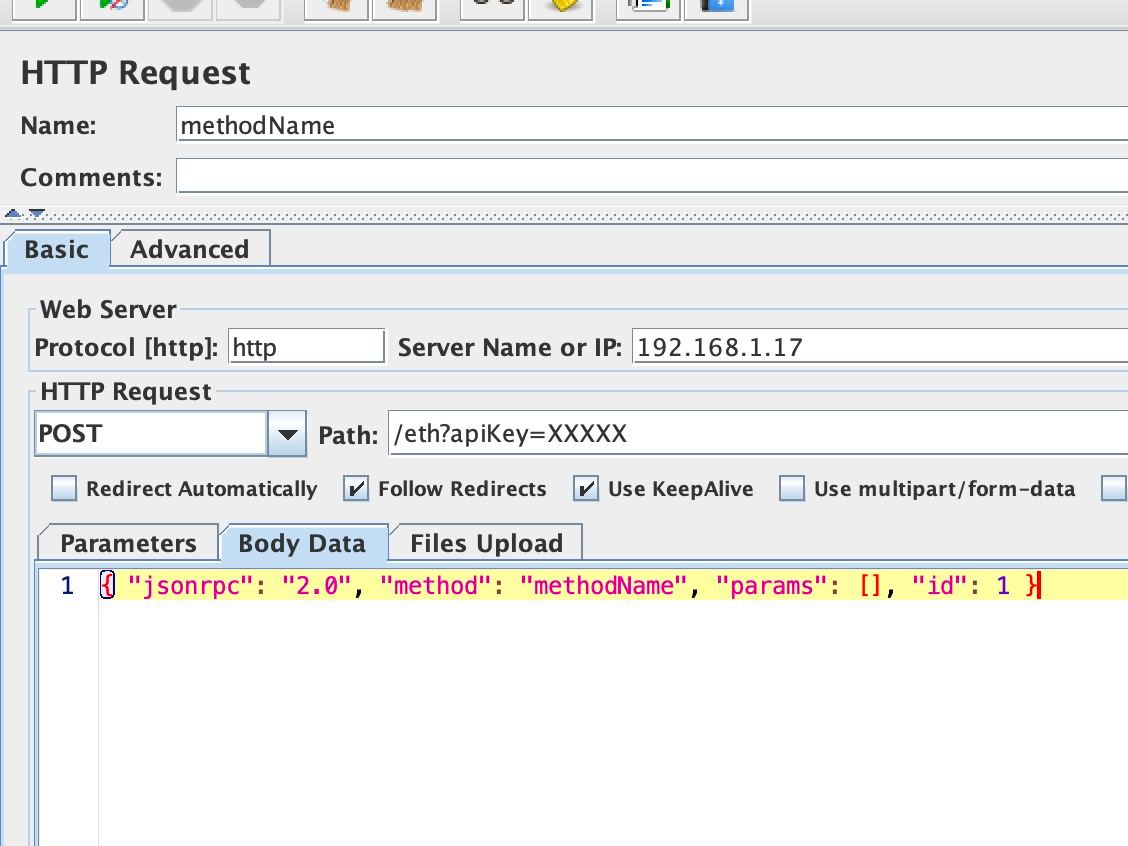 HTTP Request
Name: methodName
Comments:
Basic Advanced
Web Server
Protocol [http]: http Server Name or IP: 192.168.1.17
HTTP Request
POST Path: /eth?apiKey=XXXXX
Redirect Automatically Follow Redirects Use KeepAlive Use multipart/form-data
Parameters Body Data Files Upload
1 { "jsonrpc": "2.0", "method": "methodName", "params": [], "id": 1 }